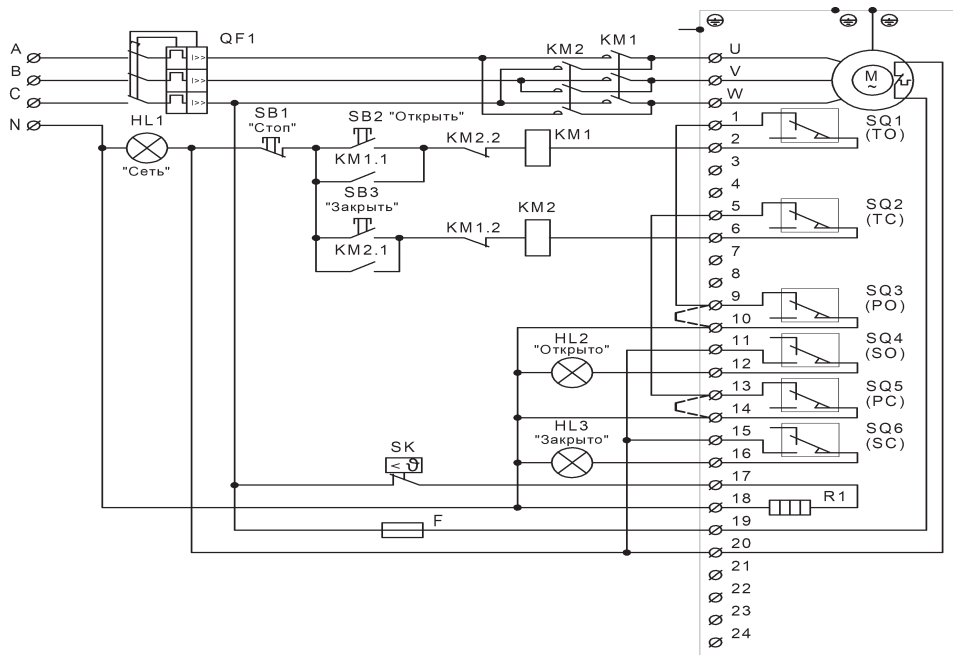 A
B
C
N
QF1
I>>
I>>
I>>
KM2
KM1
U
V
W
M
~
HL1
"Сеть"
SB1
"Стоп"
SB2 "Открыть"
KM1.1
SB3
"Закрыть"
KM2.1
KM2.2
KM1
KM1.2
KM2
1
2
3
4
5
6
7
8
9
10
11
12
13
14
15
16
17
18
19
20
21
22
23
24
SQ1
(TO)
SQ2
(TC)
SQ3
(PO)
SQ4
(SO)
SQ5
(PC)
SQ6
(SC)
HL2
"Открыто"
HL3
"Закрыто"
SK
< ϑ
R1
F